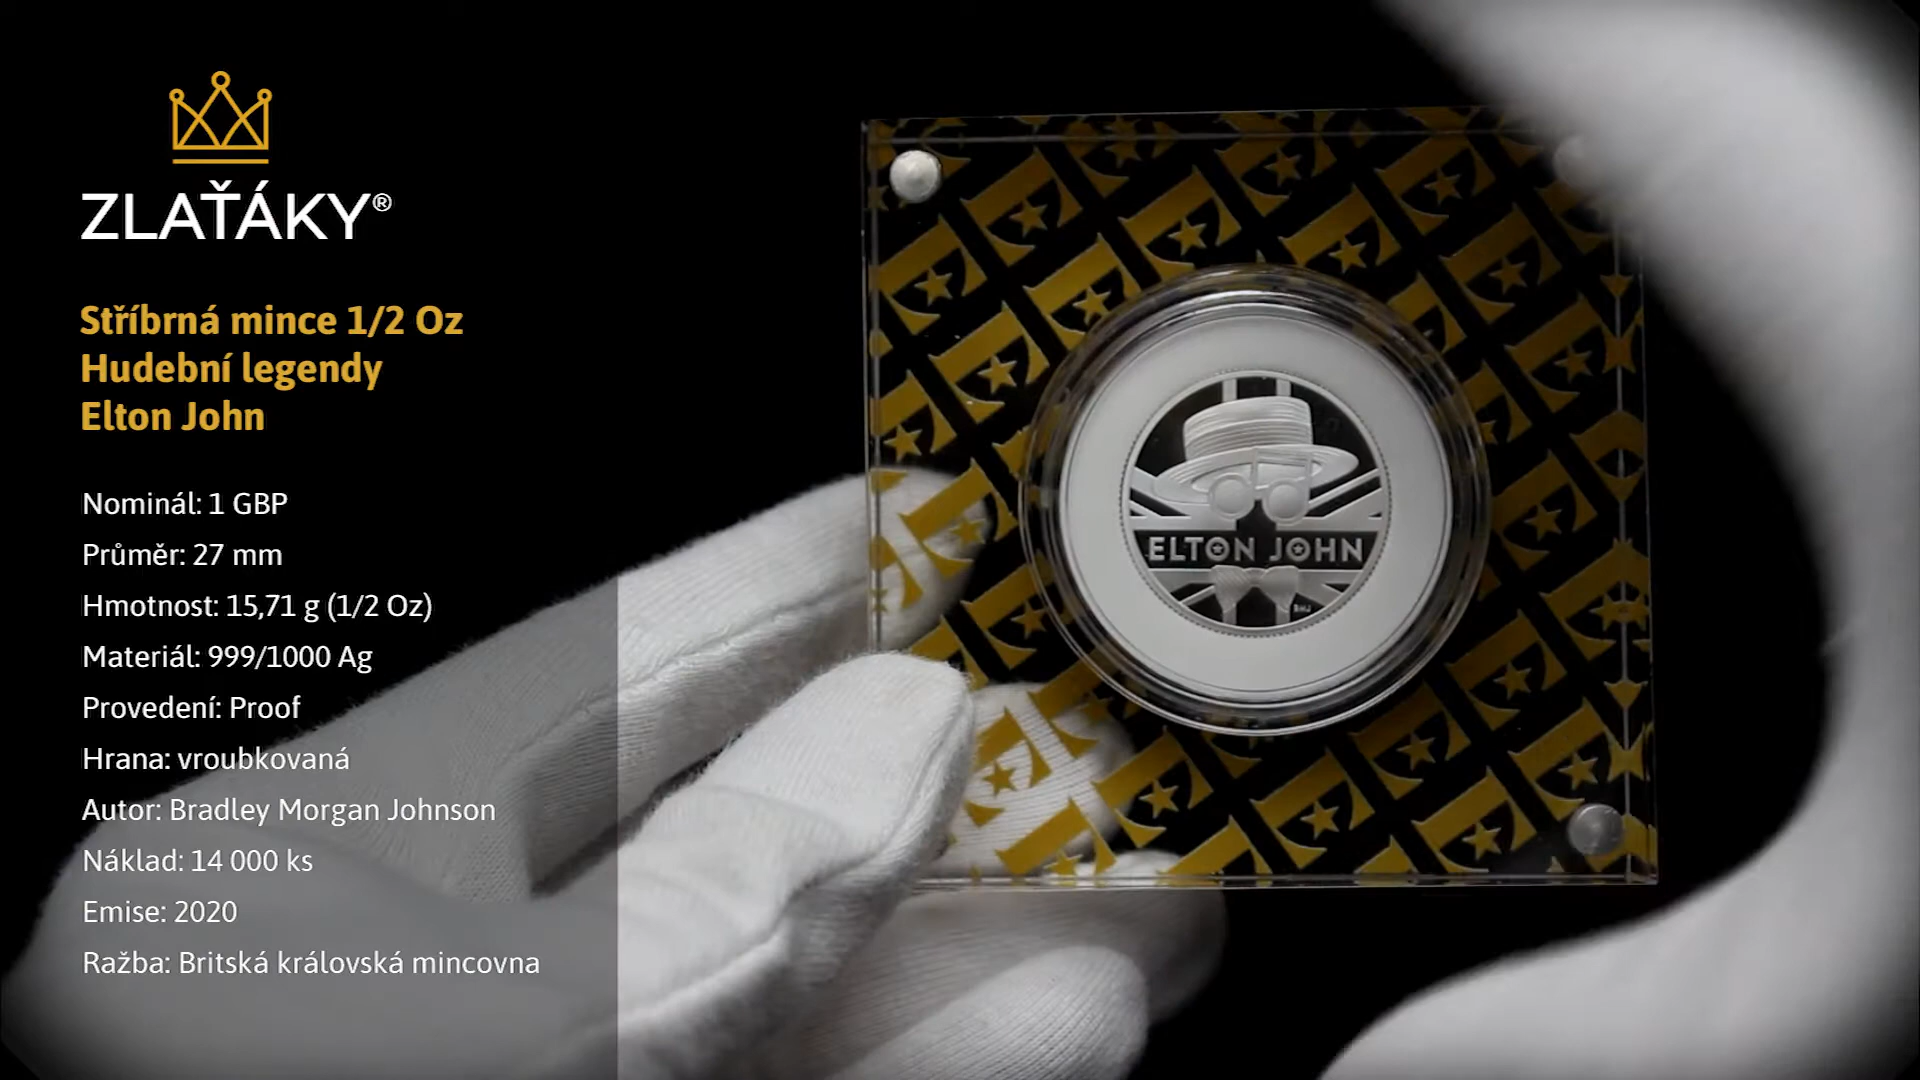 ZLAŤÁKY®
Stříbrná mince 1/2 Oz
Hudební legendy
Elton John
Nominál: 1 GBP
Průměr: 27 mm
Hmotnost: 15,71 g (1/2 Oz)
Materiál: 999/1000 Ag
Provedení: Proof
Hrana: vroubkovaná
Autor: Bradley Morgan Johnson
Náklad: 14 000 ks
Emise: 2020
Ražba: Britská královská mincovna
ELTON JOHN
BMJ